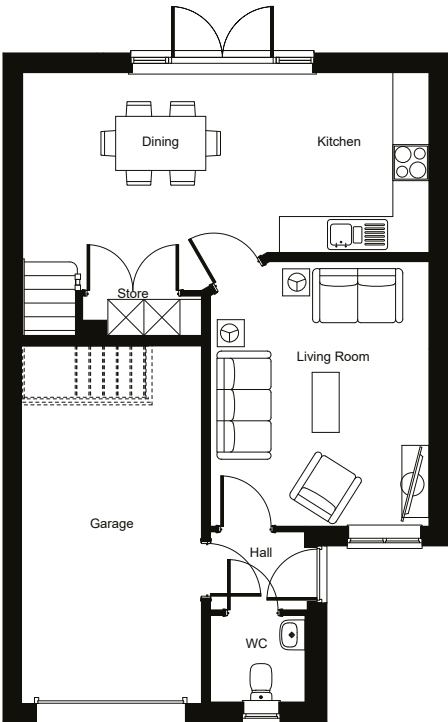 Dining
Kitchen
Store
Living Room
Garage
Hall
WC